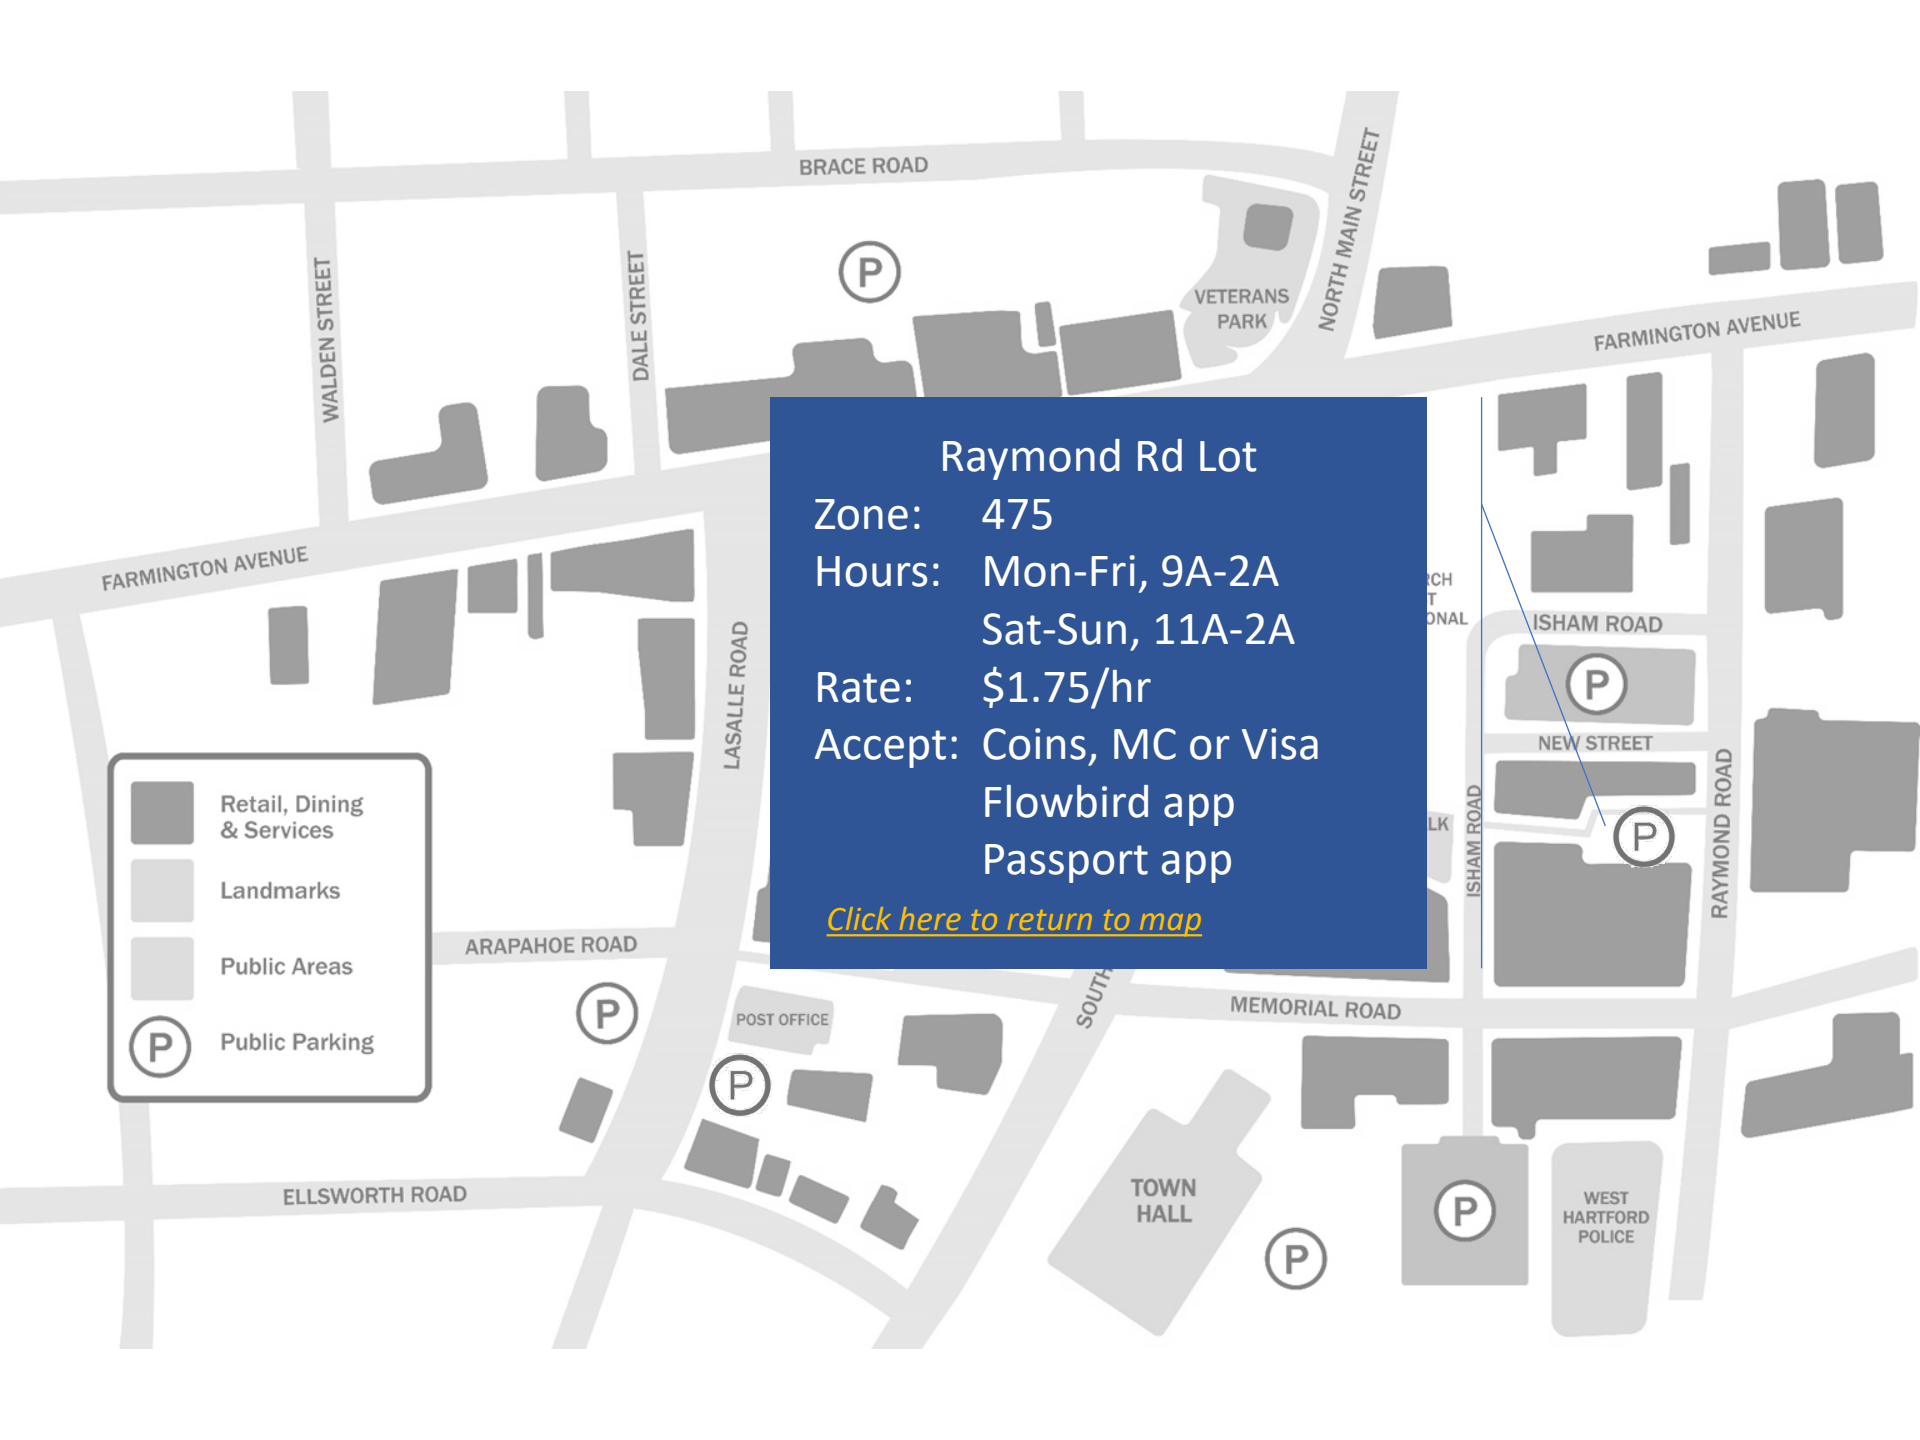 BRACE ROAD
NORTH MAIN STREET
WALDEN STREET
DALE STREET
VETERANS
PARK
FARMINGTON AVENUE
Raymond Rd Lot
Zone: 475
Hours: Mon-Fri, 9A-2A
Sat-Sun, 11A-2A
Rate: $1.75/hr
Accept: Coins, MC or Visa
Flowbird app
Passport app
Click here to return to map
FARMINGTON AVENUE
RCH
T
ONAL
ISHAM ROAD
P
NEW STREET
LASALLE ROAD
P
LK
ISHAM ROAD
P
RAYMOND ROAD
Retail, Dining
& Services
Landmarks
Public Areas
P Public Parking
ARAPAHOE ROAD
P
POST OFFICE
P
SOUTH
MEMORIAL ROAD
ELLSWORTH ROAD
TOWN
HALL
P
P
WEST
HARTFORD
POLICE